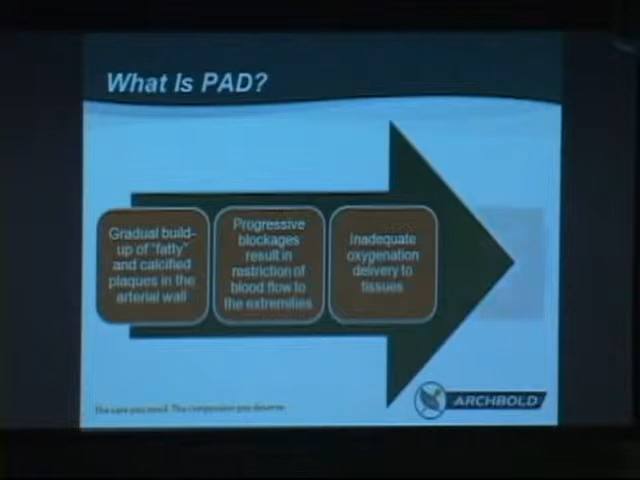 What Is PAD?
Gradual build-
up of "fatty"
and calcified
plaques in the
arterial wall
Progressive
blockages
result in
restriction of
blood flow to
the extremities
Inadequate
oxygenation
delivery to
tissues
The care you need. The compassion you deserve.
ARCHBOLD